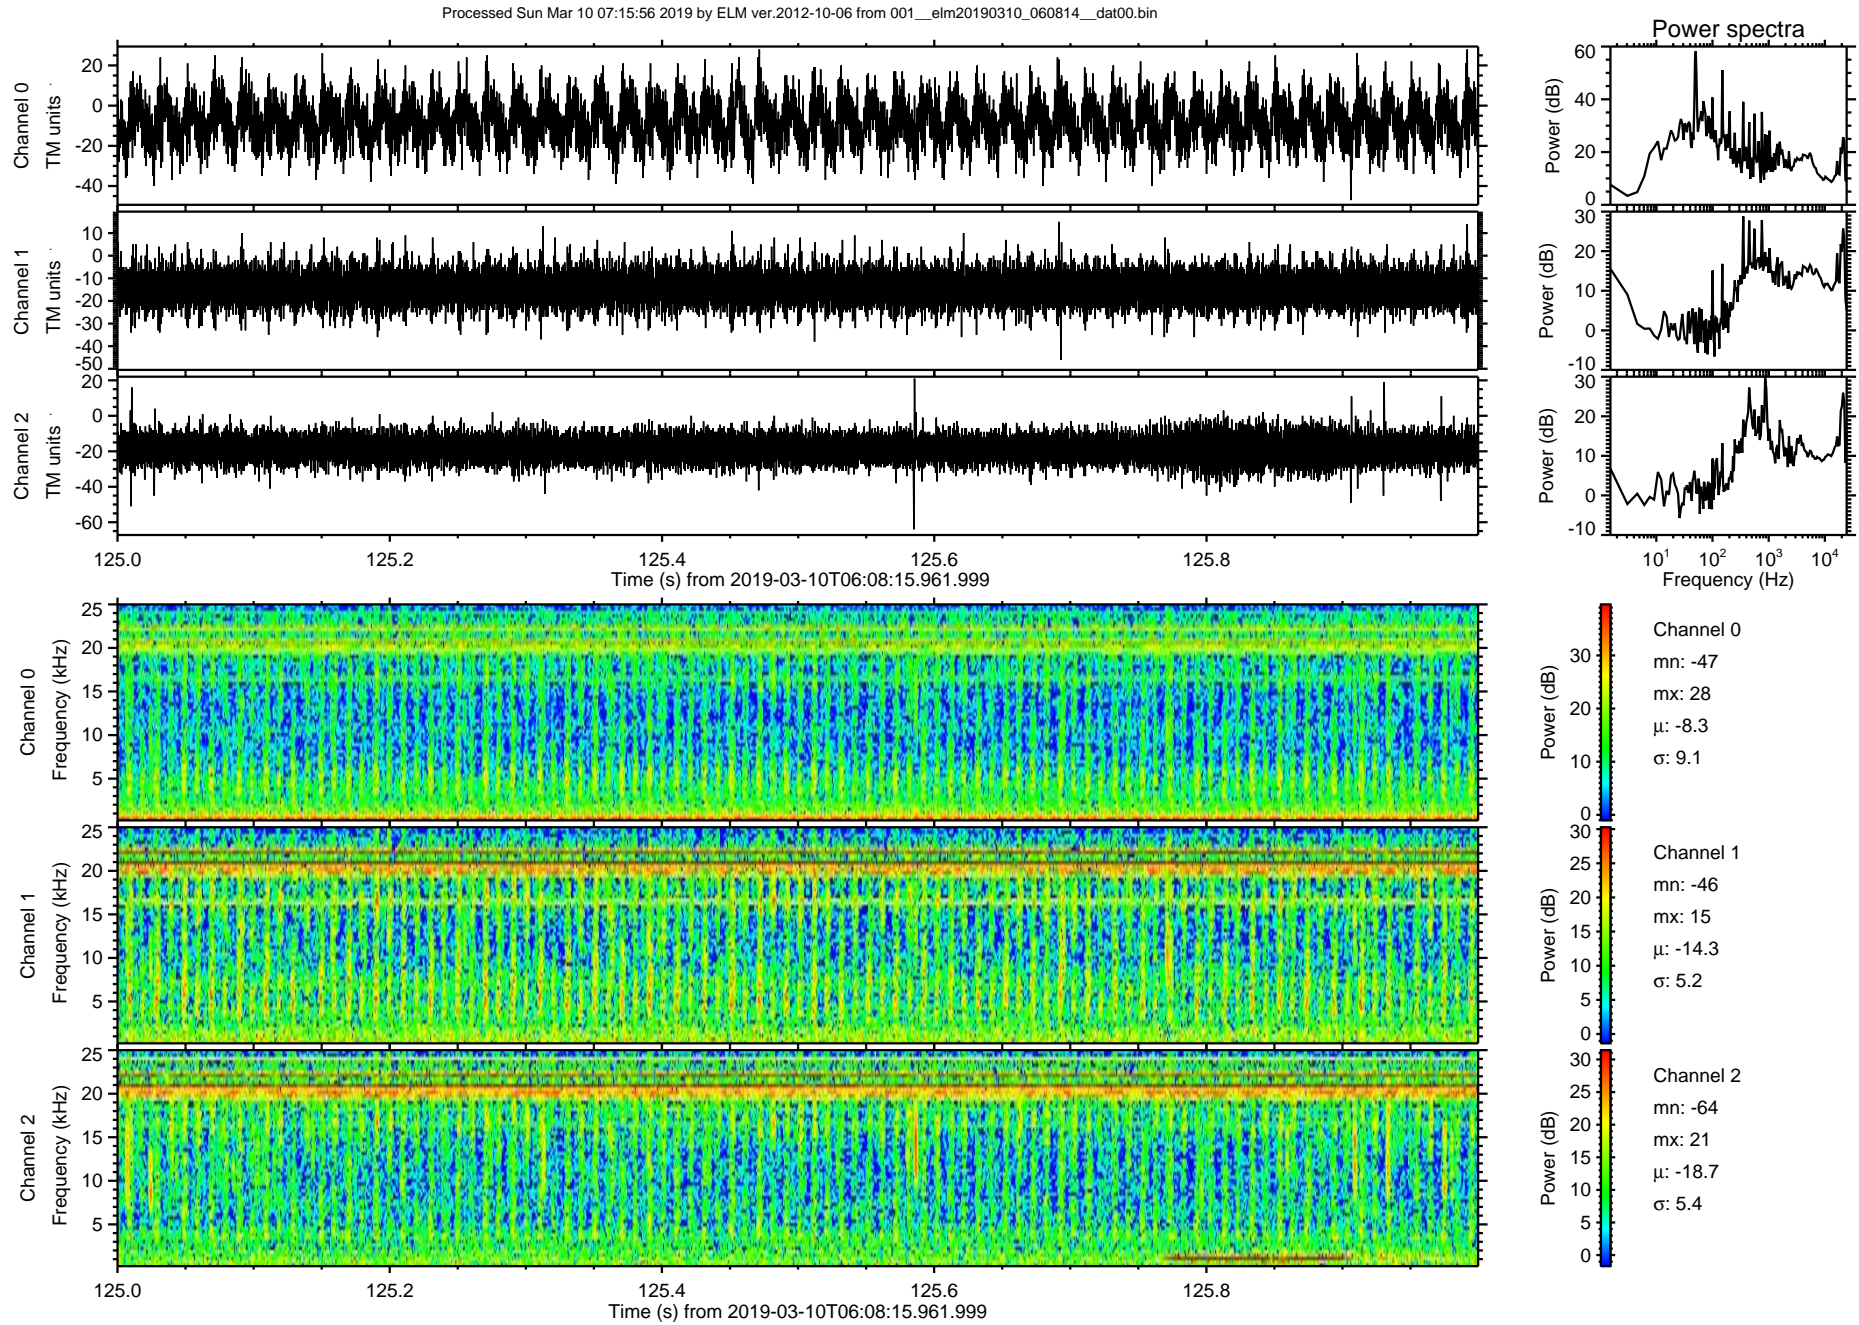 Processed Sun Mar 10 07:15:56 2019 by ELM ver.2012-10-06 from 001__elm20190310_060814__dat00.bin
Power spectra
Channel 0
TM units
20
0
-20
-40
Power (dB)
60
40
20
0
Channel 1
TM units
10
0
-10
-20
-30
-40
-50
Power (dB)
30
20
10
0
-10
Channel 2
TM units
20
0
-20
-40
-60
Power (dB)
30
20
10
0
-10
125.0 125.2 125.4 125.6 125.8
Time (s) from 2019-03-10T06:08:15.961.999
10¹ 10² 10³ 10⁴
Frequency (Hz)
Channel 0
Frequency (kHz)
25
20
15
10
5
Power (dB)
30
20
10
0
Channel 0
mn: -47
mx: 28
μ: -8.3
σ: 9.1
Channel 1
Frequency (kHz)
25
20
15
10
5
Power (dB)
30
25
20
15
10
5
0
Channel 1
mn: -46
mx: 15
μ: -14.3
σ: 5.2
Channel 2
Frequency (kHz)
25
20
15
10
5
Power (dB)
30
25
20
15
10
5
0
Channel 2
mn: -64
mx: 21
μ: -18.7
σ: 5.4
125.0 125.2 125.4 125.6 125.8
Time (s) from 2019-03-10T06:08:15.961.999